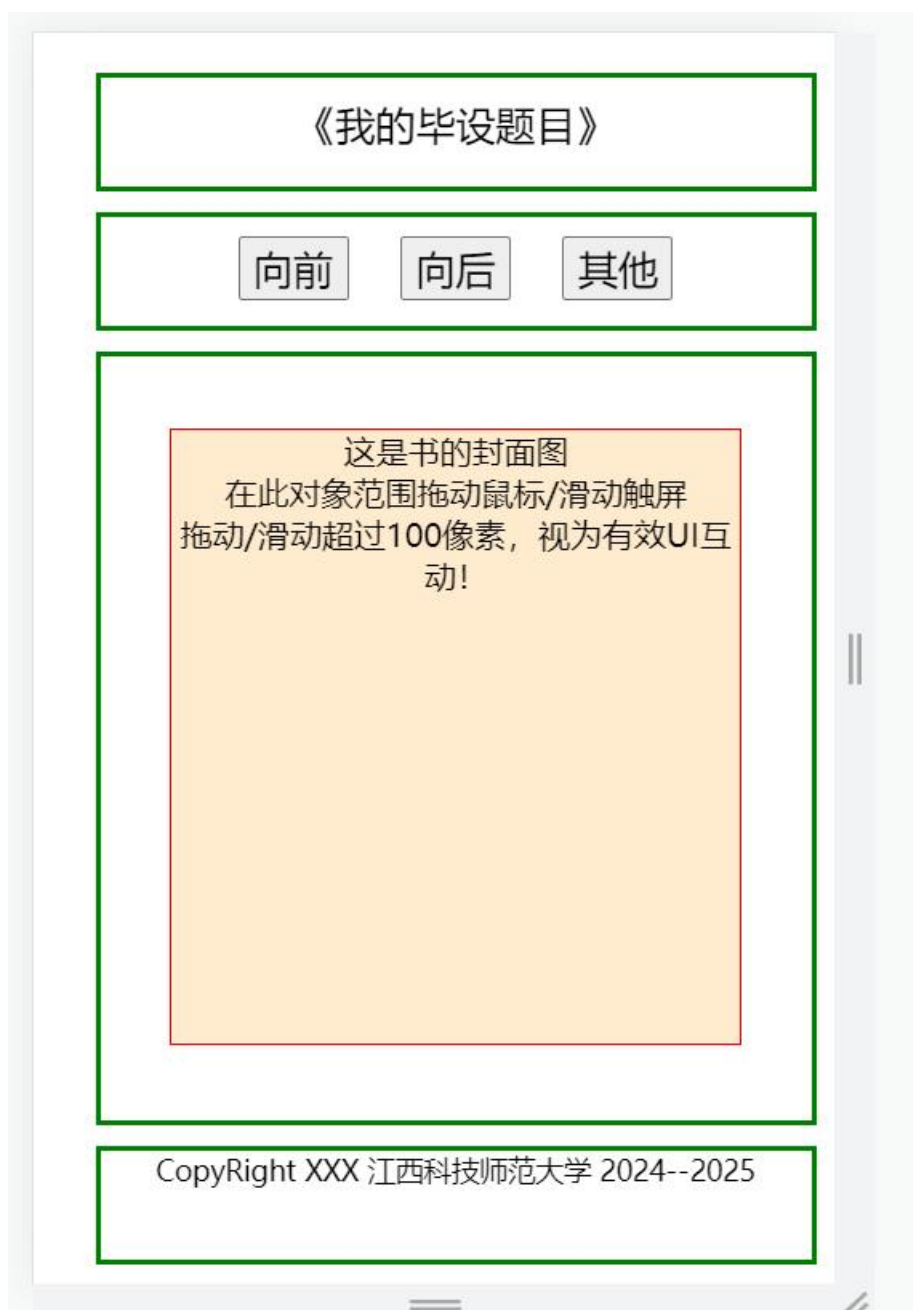 《我的毕设题目》
向前 向后 其他
这是书的封面图
在此对象范围拖动鼠标/滑动触屏
拖动/滑动超过100像素，视为有效UI互
动！
CopyRight XXX 江西科技师范大学 2024--2025